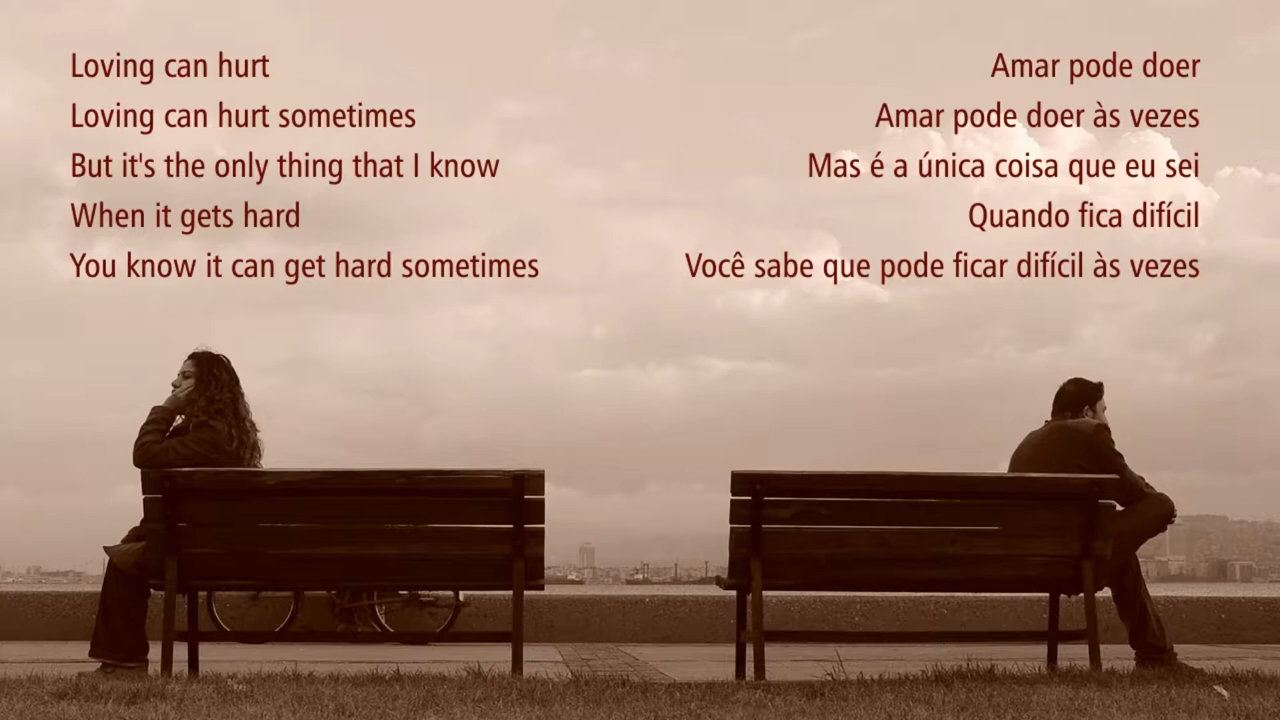 Loving can hurt
Loving can hurt sometimes
But it's the only thing that I know
When it gets hard
You know it can get hard sometimes
Amar pode doer
Amar pode doer às vezes
Mas é a única coisa que eu sei
Quando fica difícil
Você sabe que pode ficar difícil às vezes